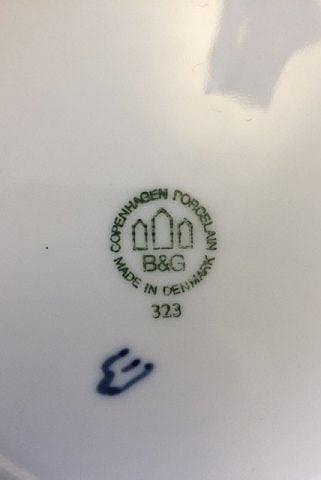 COPENHAGEN PORCELAIN
B&G
MADE IN DENMARK
323